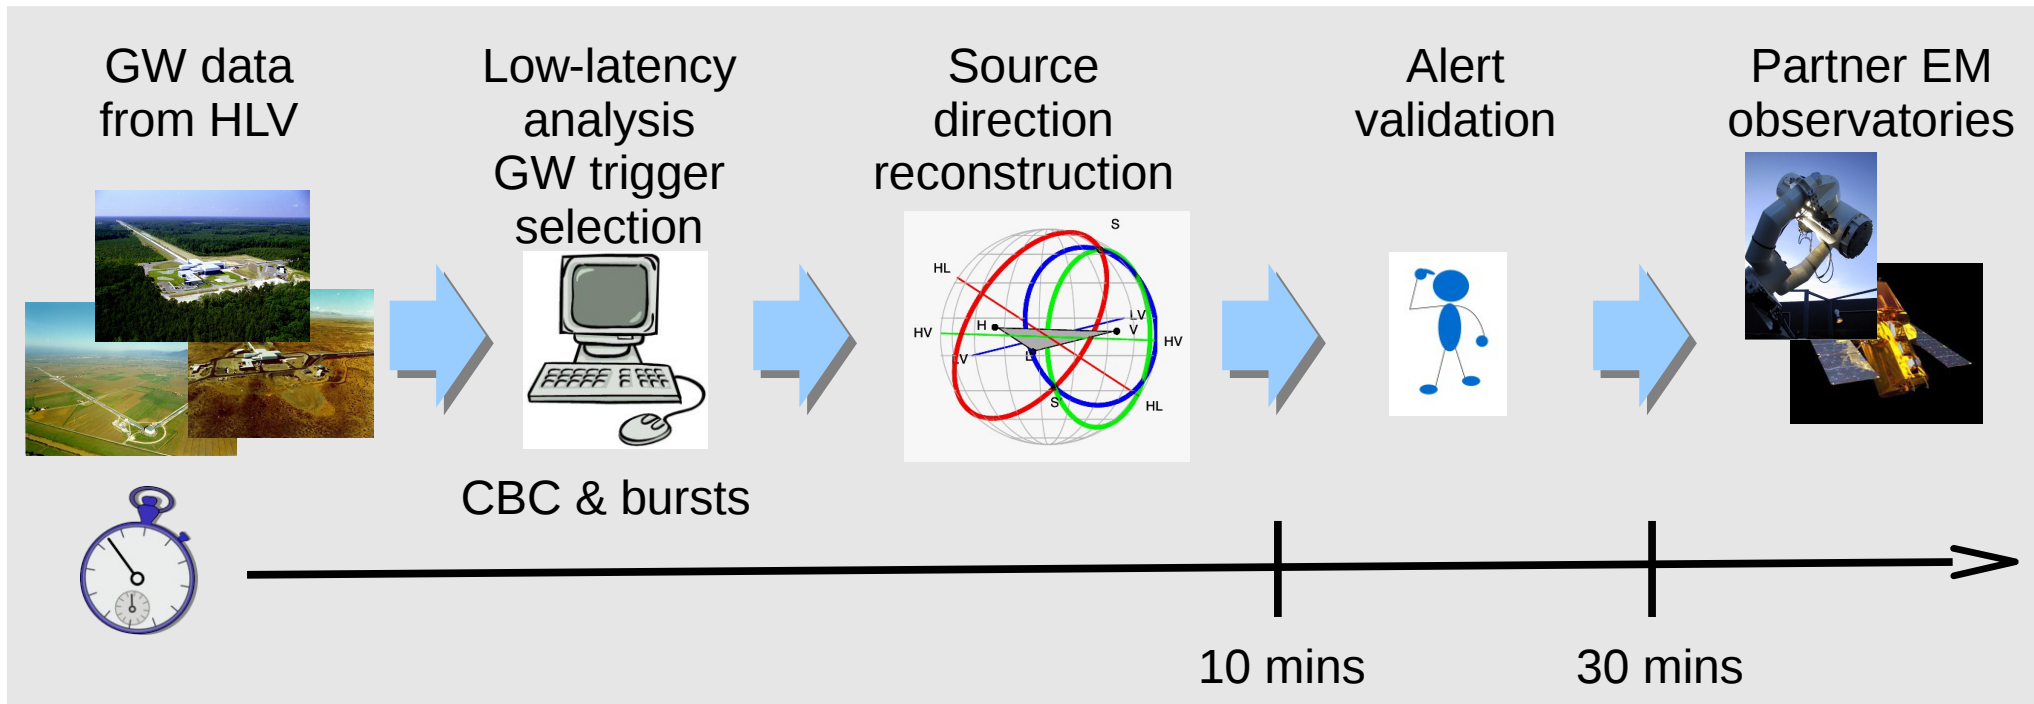 GW data
from HLV
Low-latency
analysis
GW trigger
selection
Source
direction
reconstruction
Alert
validation
Partner EM
observatories
S
HL
H
LV
V
HV
HV
LV
L
S
HL
CBC & bursts
10 mins
30 mins